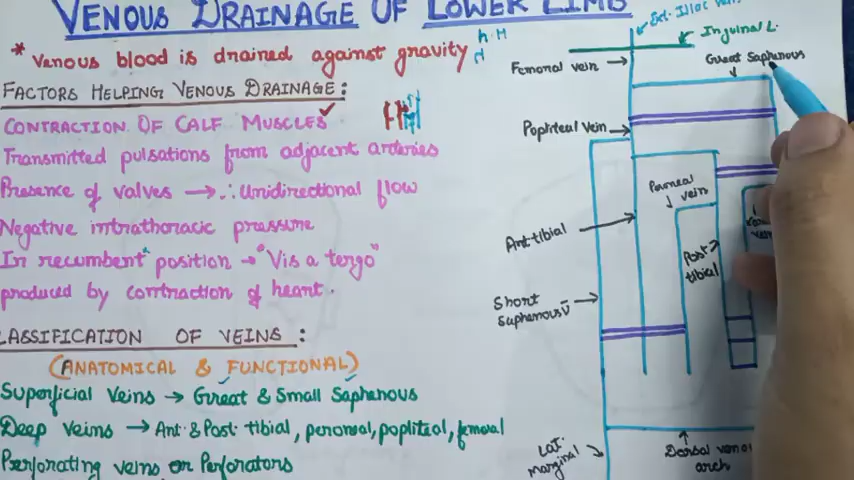 VENOUS DRAINAGE OF LOWER LIMB
* Venous blood is drained against gravity
FACTORS HELPING VENOUS DRAINAGE :
CONTRACTION OF CALF MUSCLES ✓
Transmitted pulsations from adjacent arteries
Presence of valves → ∴ Unidirectional flow
Negative intrathoracic pressure
In recumbent position → "Vis a tergo"
produced by contraction of heart.
CLASSIFICATION OF VEINS :
(ANATOMICAL & FUNCTIONAL)
Superficial Veins → Great & Small Saphenous
Deep Veins → Ant & Post tibial, peroneal, popliteal, femoral
Perforating veins or Perforators
Ext. Iliac
Inguinal L.
Femoral vein
Great Saphenous
Popliteal vein
Peroneal
vein
Ant tibial
Post
tibial
Short
Saphenous v̄
Lat.
marginal
Dorsal
arch